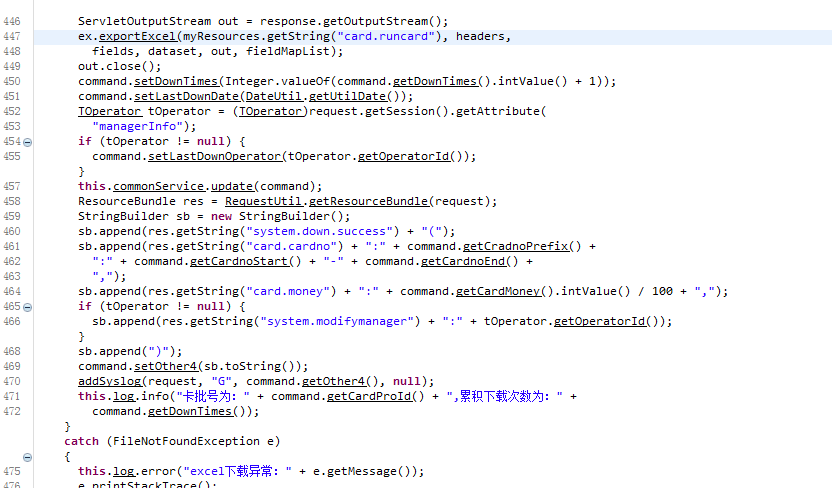 446 ServletOutputStream out = response.getOutputStream();
447 ex.exportExcel(myResources.getString("card.runcard"), headers,
448 fields, dataset, out, fieldMapList);
449 out.close();
450 command.setDownTimes(Integer.valueOf(command.getDownTimes().intValue() + 1));
451 command.setLastDownDate(DateUtil.getUtilDate());
452 TOperator tOperator = (TOperator)request.getSession().getAttribute(
453 "managerInfo");
454 if (tOperator != null) {
455 command.setLastDownOperator(tOperator.getOperatorId());
}
457 this.commonService.update(command);
458 ResourceBundle res = RequestUtil.getResourceBundle(request);
459 StringBuilder sb = new StringBuilder();
460 sb.append(res.getString("system.down.success") + "(");
461 sb.append(res.getString("card.cardno") + ":" + command.getCradnoPrefix() +
462 ":" + command.getCardnoStart() + "-" + command.getCardnoEnd() +
463 ",");
464 sb.append(res.getString("card.money") + ":" + command.getCardMoney().intValue() / 100 + ",");
465 if (tOperator != null) {
466 sb.append(res.getString("system.modifymanager") + ":" + tOperator.getOperatorId());
}
468 sb.append(")");
469 command.setOther4(sb.toString());
470 addSyslog(request, "G", command.getOther4(), null);
471 this.log.info("卡批号为：" + command.getCardProId() + ",累积下载次数为：" +
472 command.getDownTimes());
}
catch (FileNotFoundException e)
{
475 this.log.error("excel下载异常：" + e.getMessage());
476 e.printStackTrace();